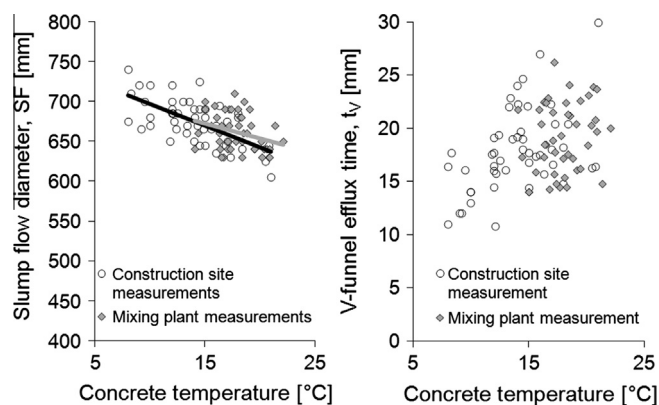 Slump flow diameter, SF [mm]
800
750
700
650
600
550
500
450
400
Construction site
measurements
Mixing plant measurements
5
15
25
Concrete temperature [°C]
V-funnel efflux time, tV [mm]
30
25
20
15
10
5
0
Construction site
measurement
Mixing plant measurement
5
15
25
Concrete temperature [°C]